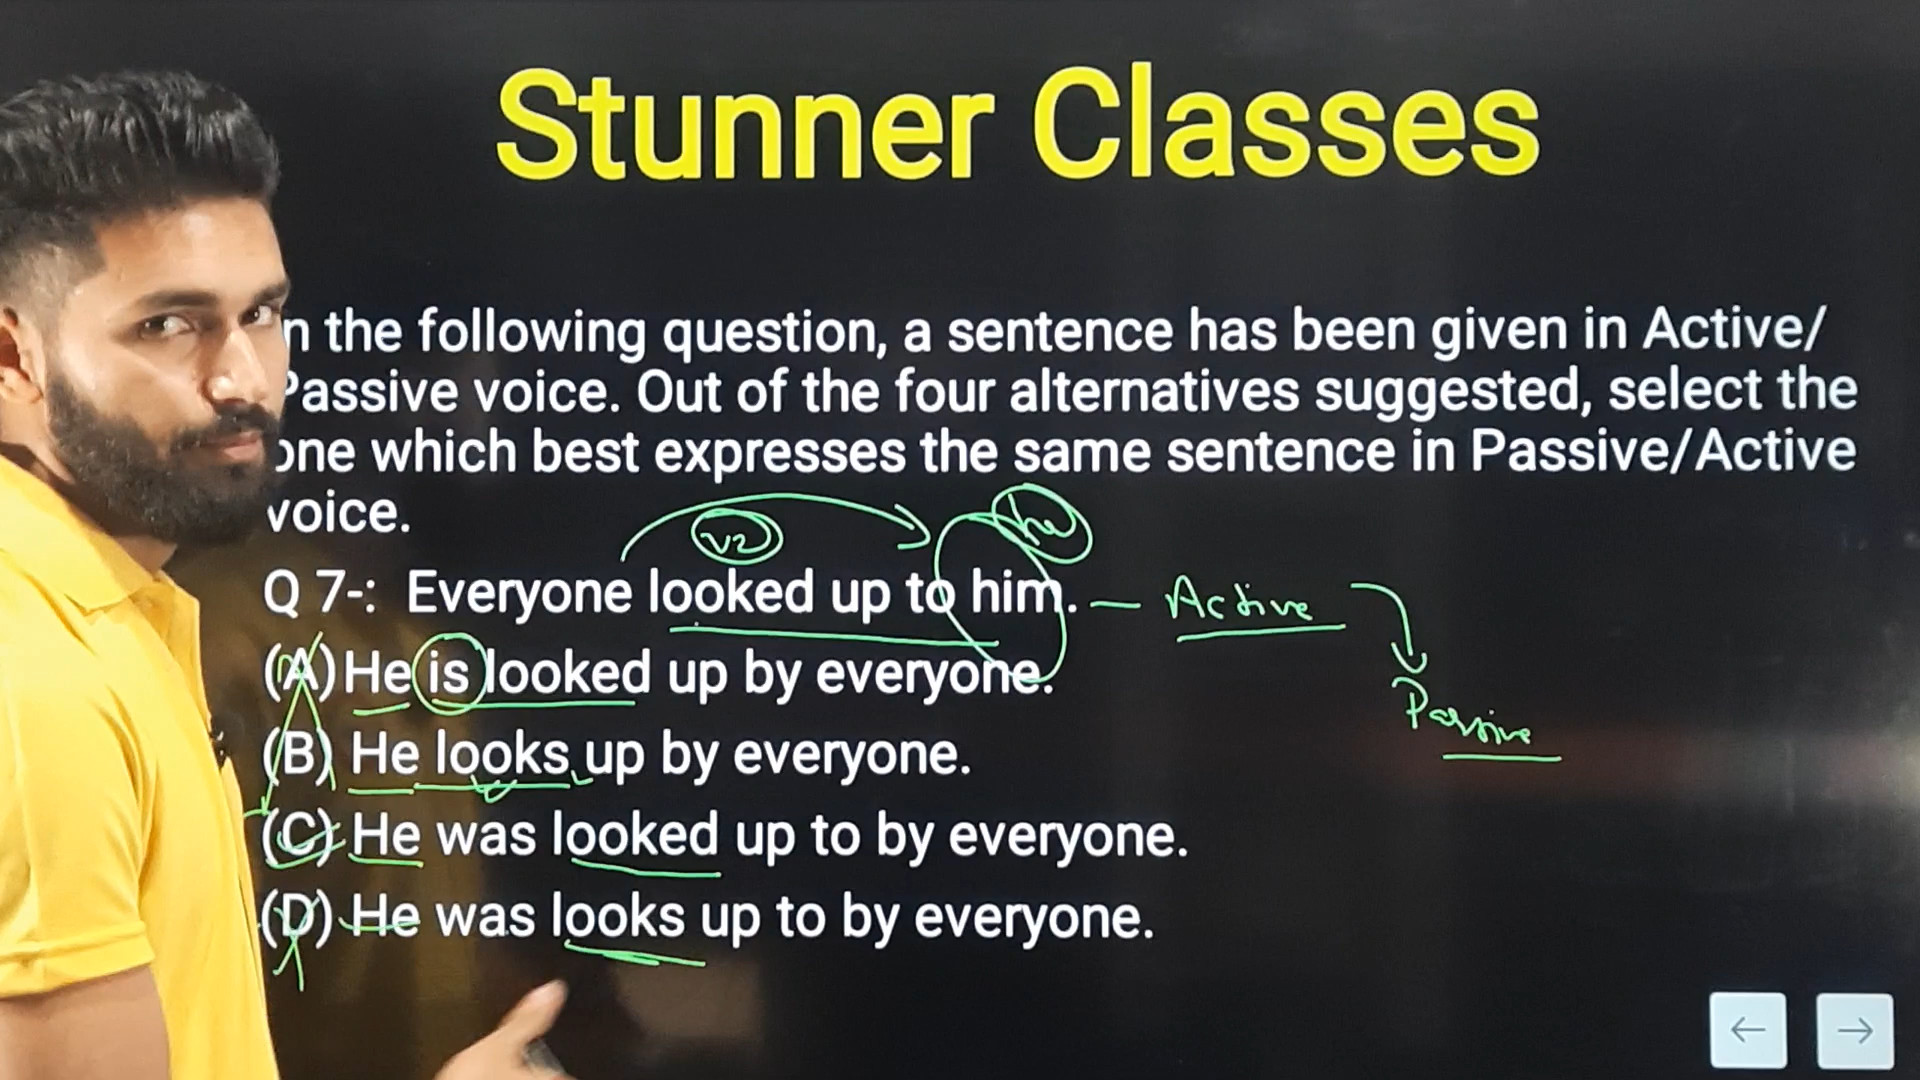 Stunner Classes
n the following question, a sentence has been given in Active/
Passive voice. Out of the four alternatives suggested, select the
one which best expresses the same sentence in Passive/Active
voice.
V2 he
Q 7-: Everyone looked up to him. — Active
(A) He is looked up by everyone.
Passive
(B) He looks up by everyone.
(C) He was looked up to by everyone.
(D) He was looks up to by everyone.